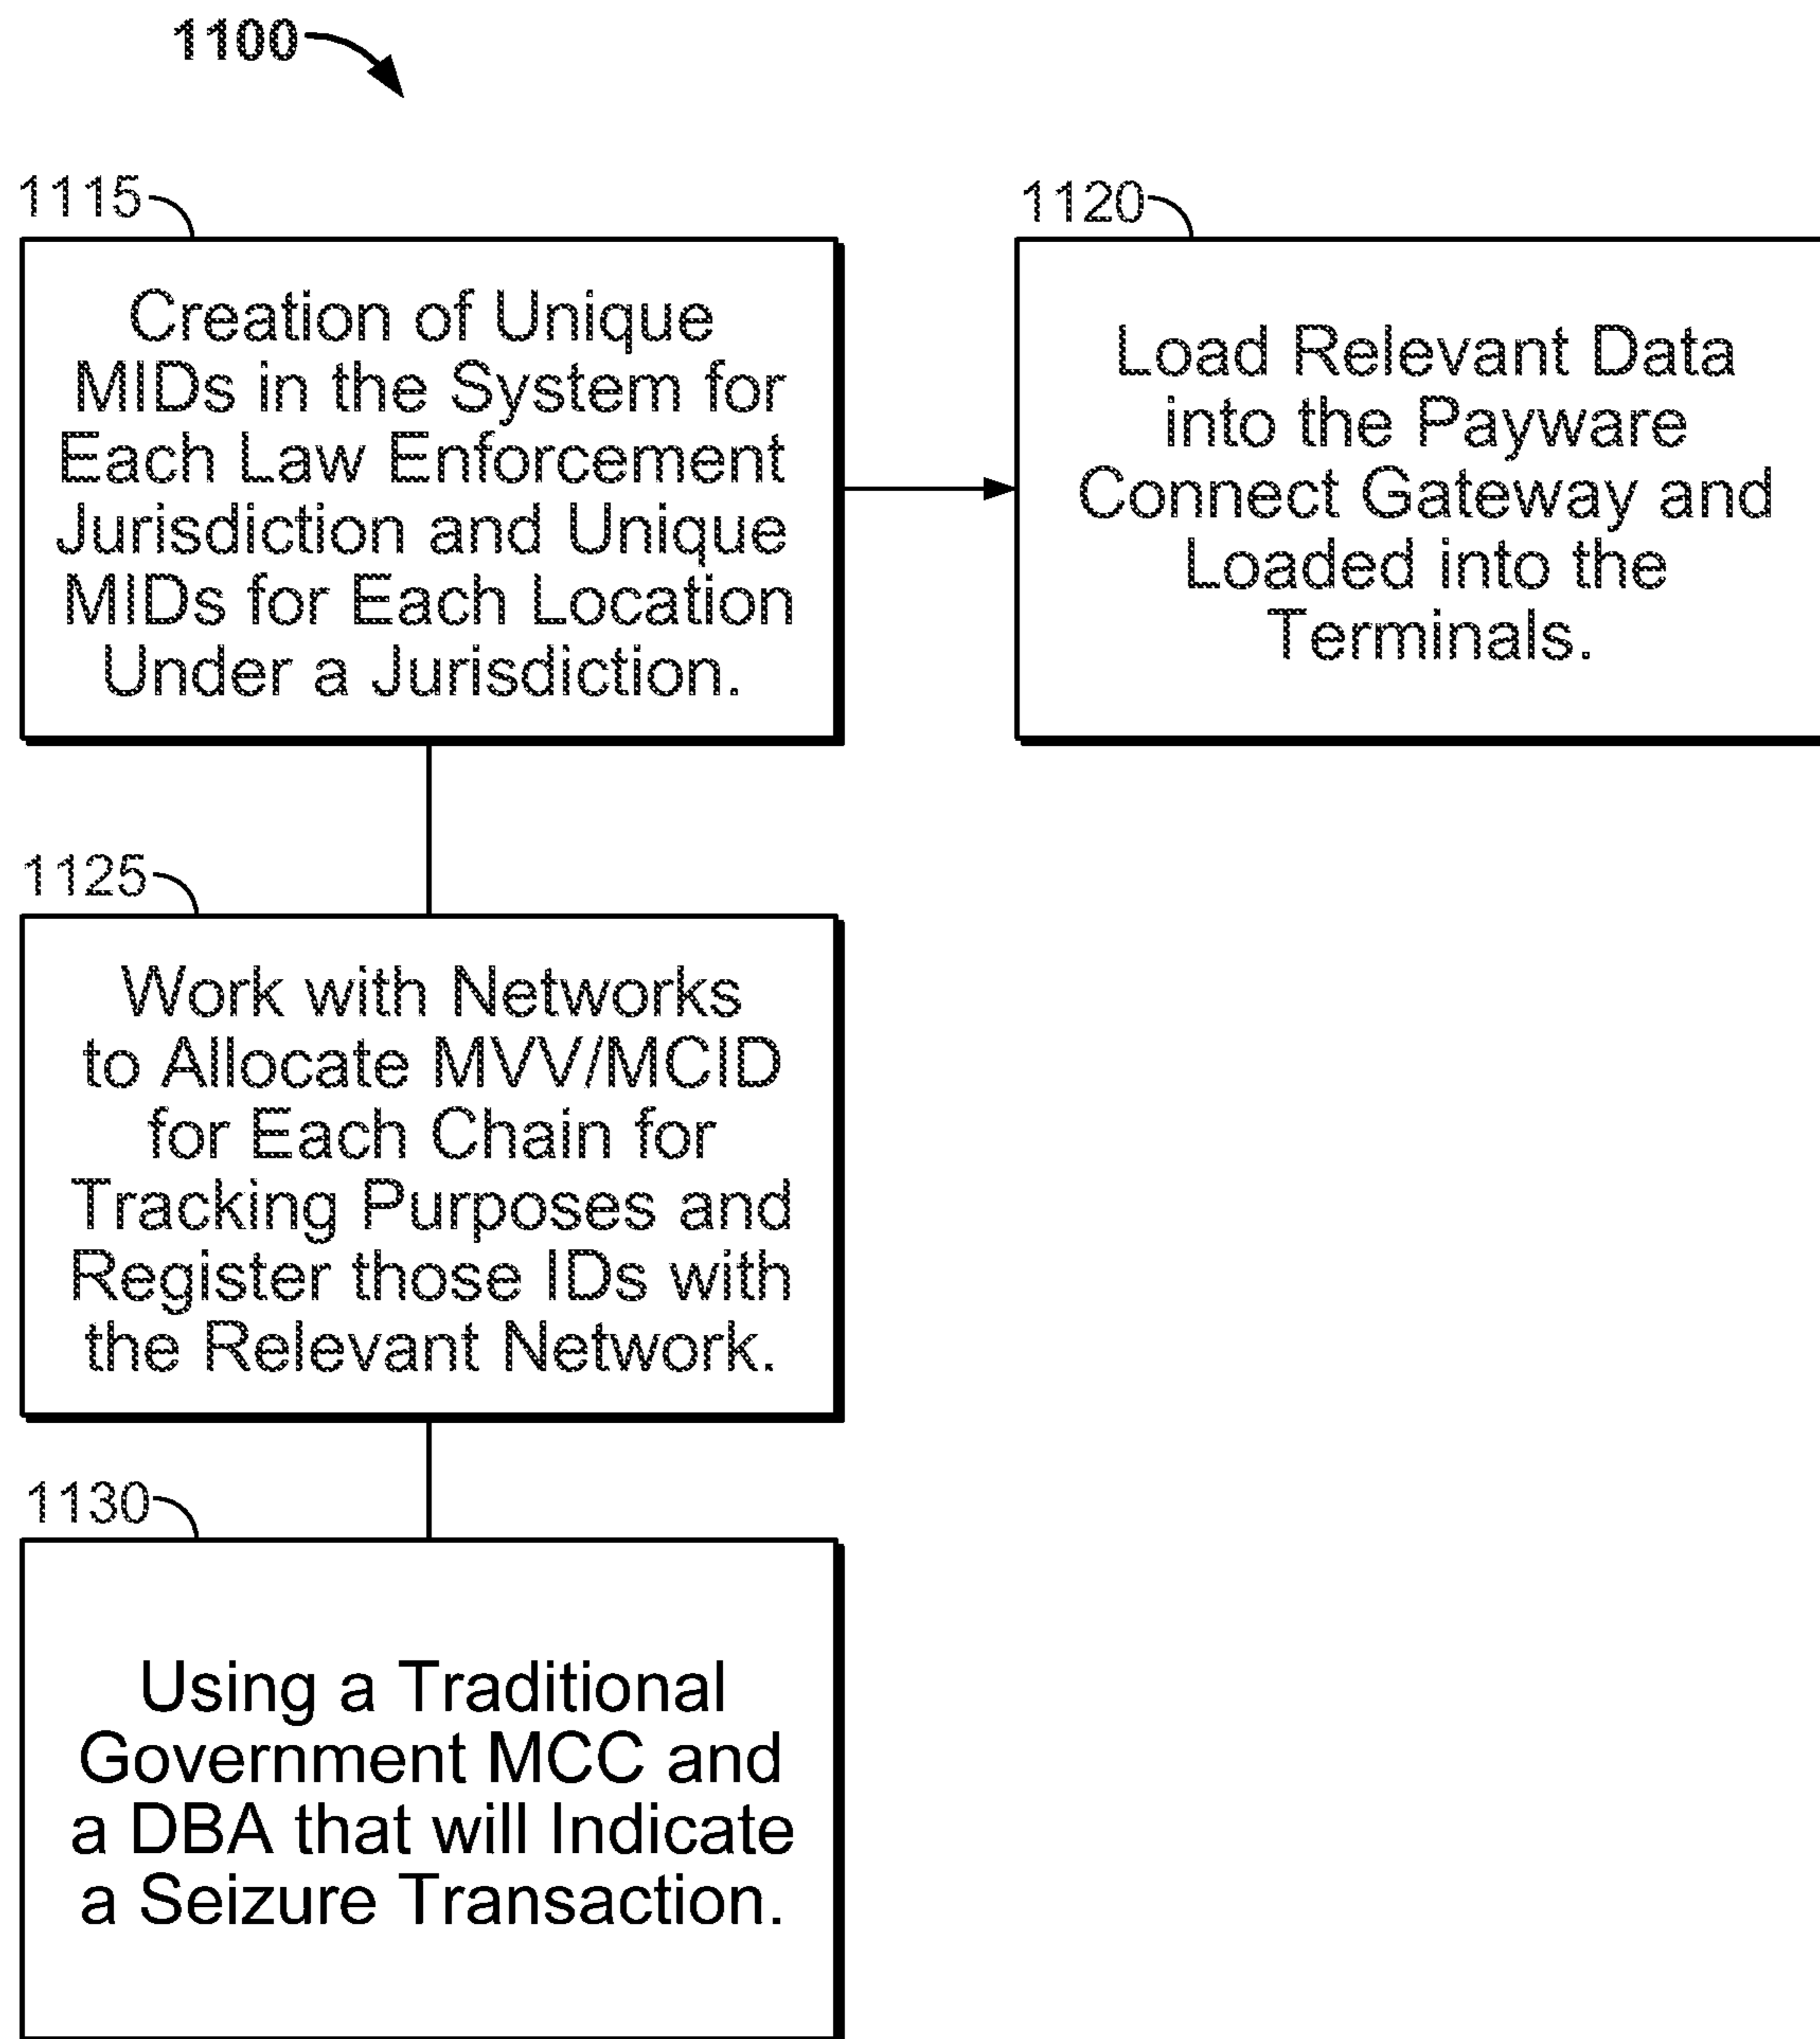 1100
1115
Creation of Unique
MIDs in the System for
Each Law Enforcement
Jurisdiction and Unique
MIDs for Each Location
Under a Jurisdiction.
1120
Load Relevant Data
into the Payware
Connect Gateway and
Loaded into the
Terminals.
1125
Work with Networks
to Allocate MVV/MCID
for Each Chain for
Tracking Purposes and
Register those IDs with
the Relevant Network.
1130
Using a Traditional
Government MCC and
a DBA that will Indicate
a Seizure Transaction.